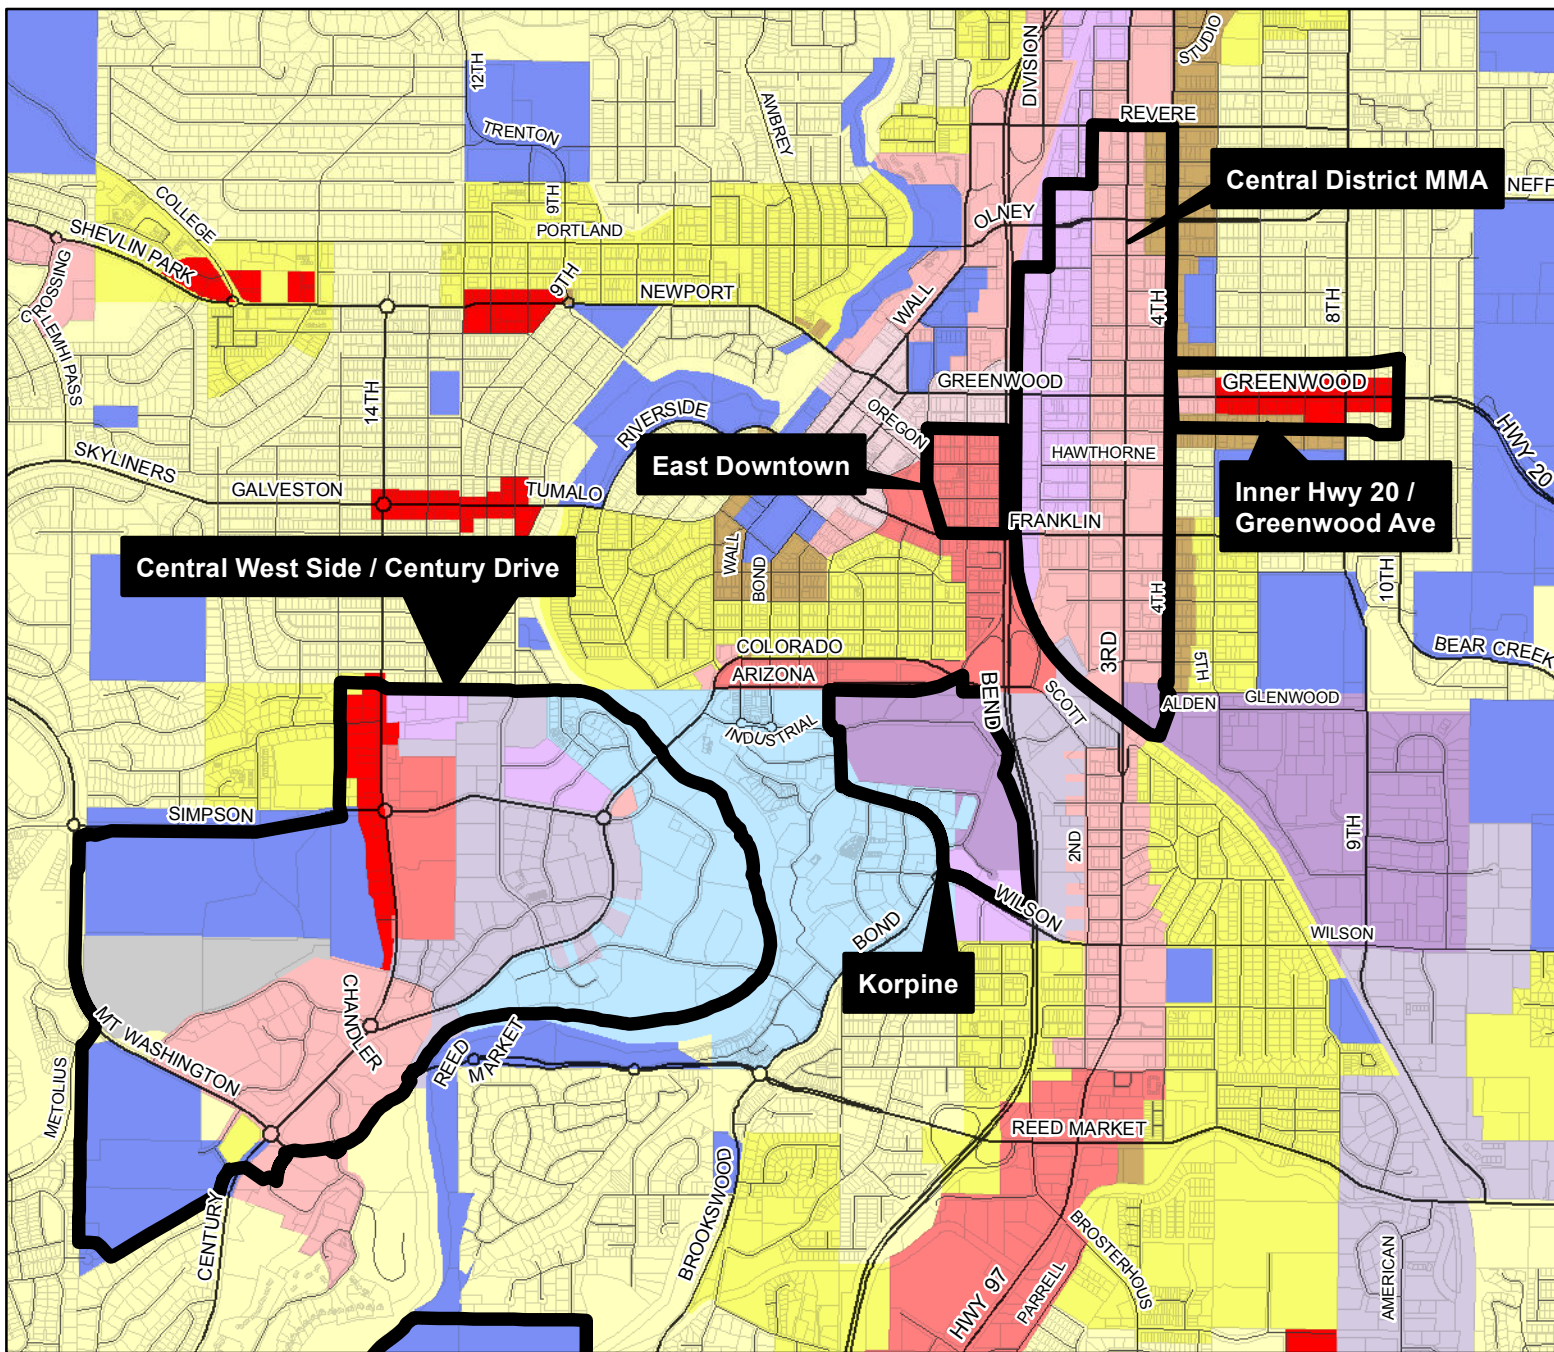 STUDIO
DIVISION
12TH
REVERE
AWBREY
TRENTON
Central District MMA
NEFF
COLLEGE
9TH
OLNEY
PORTLAND
SHEVLIN PARK
CROSSING
9TH
NEWPORT
WALL
4TH
8TH
LEMHI PASS
14TH
GREENWOOD
GREENWOOD
RIVERSIDE
OREGON
HWY 20
SKYLINERS
East Downtown
HAWTHORNE
GALVESTON
TUMALO
Inner Hwy 20 /
Greenwood Ave
FRANKLIN
WALL
BOND
Central West Side / Century Drive
4TH
10TH
COLORADO
3RD
5TH
BEAR CREEK
ARIZONA
BEND
SCOTT
ALDEN
GLENWOOD
INDUSTRIAL
SIMPSON
2ND
9TH
WILSON
BOND
WILSON
Korpine
CHANDLER
MT WASHINGTON
REED
MARKET
METOLIUS
REED MARKET
BROOKSWOOD
CENTURY
BROSTERHOUS
AMERICAN
HWY 97
PARRELL